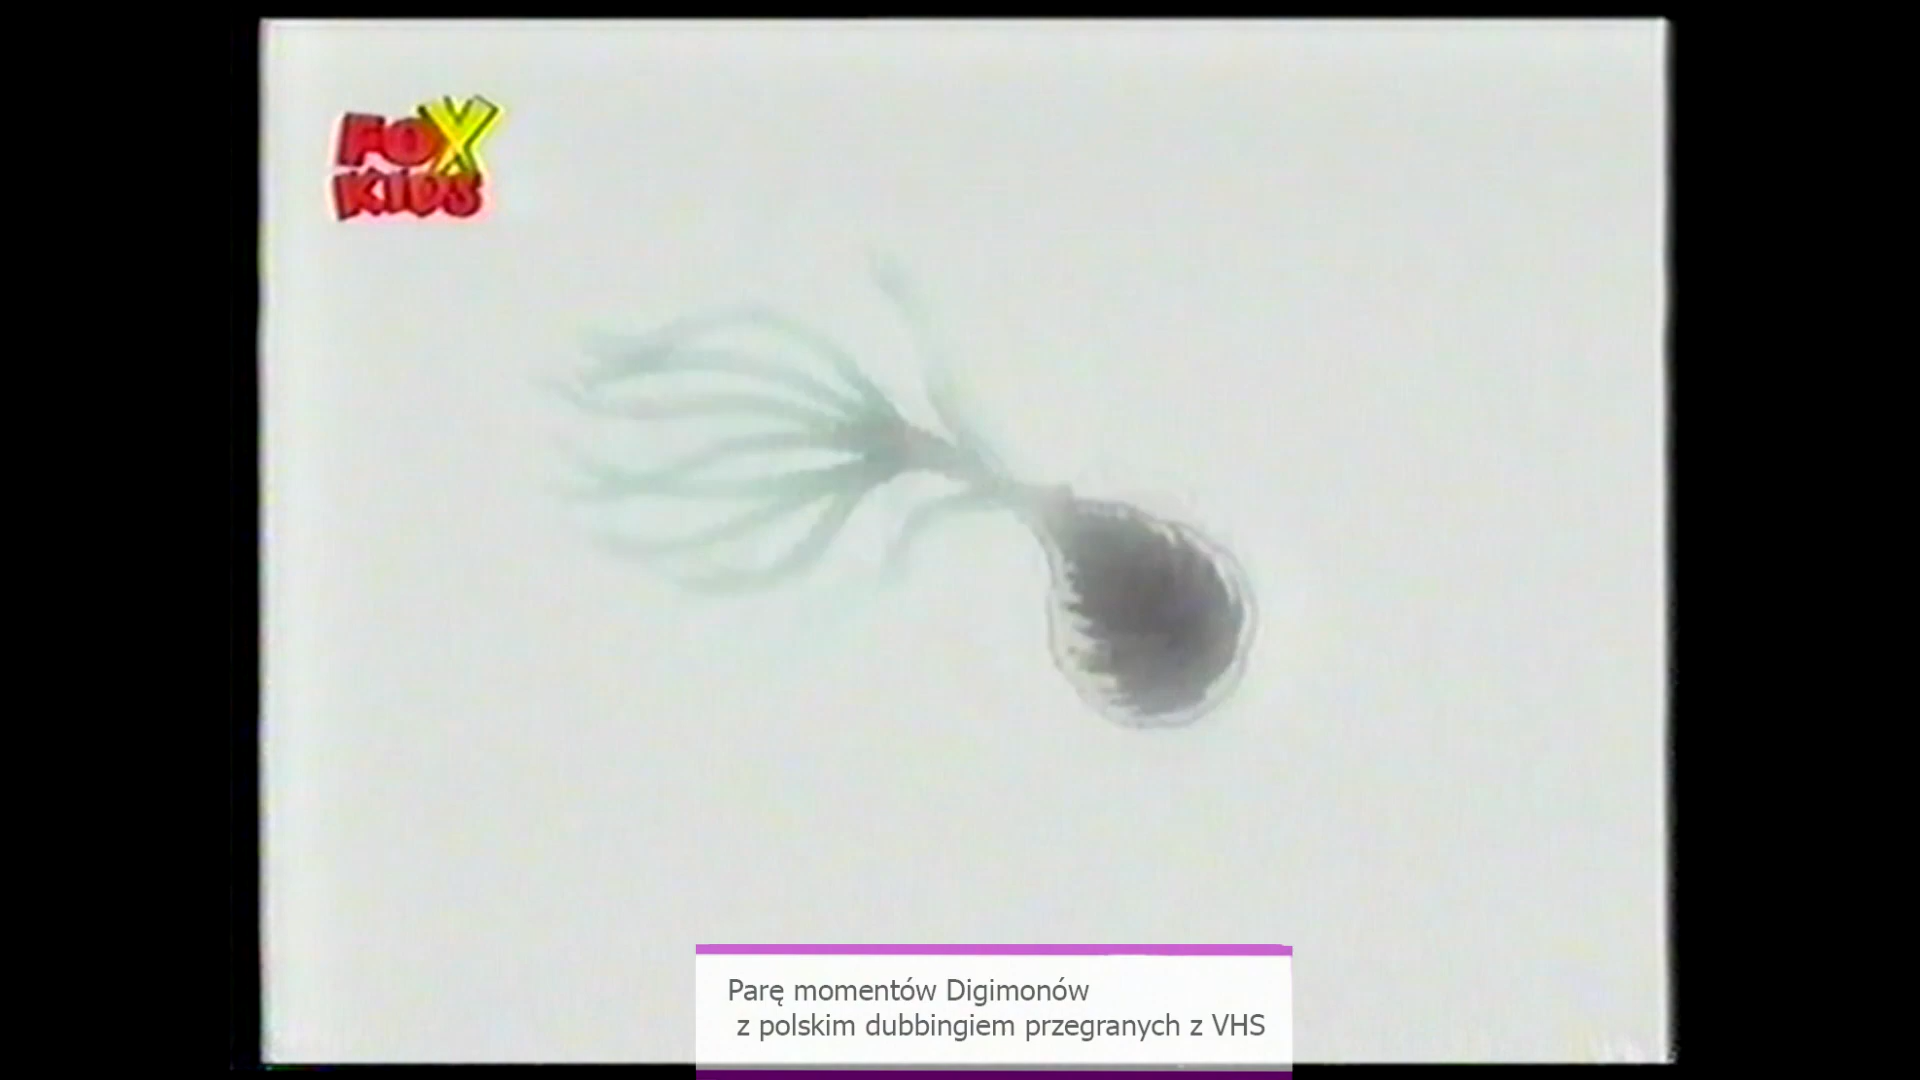 FOX
KIDS
Parę momentów Digimonów
z polskim dubbingiem przegranych z VHS